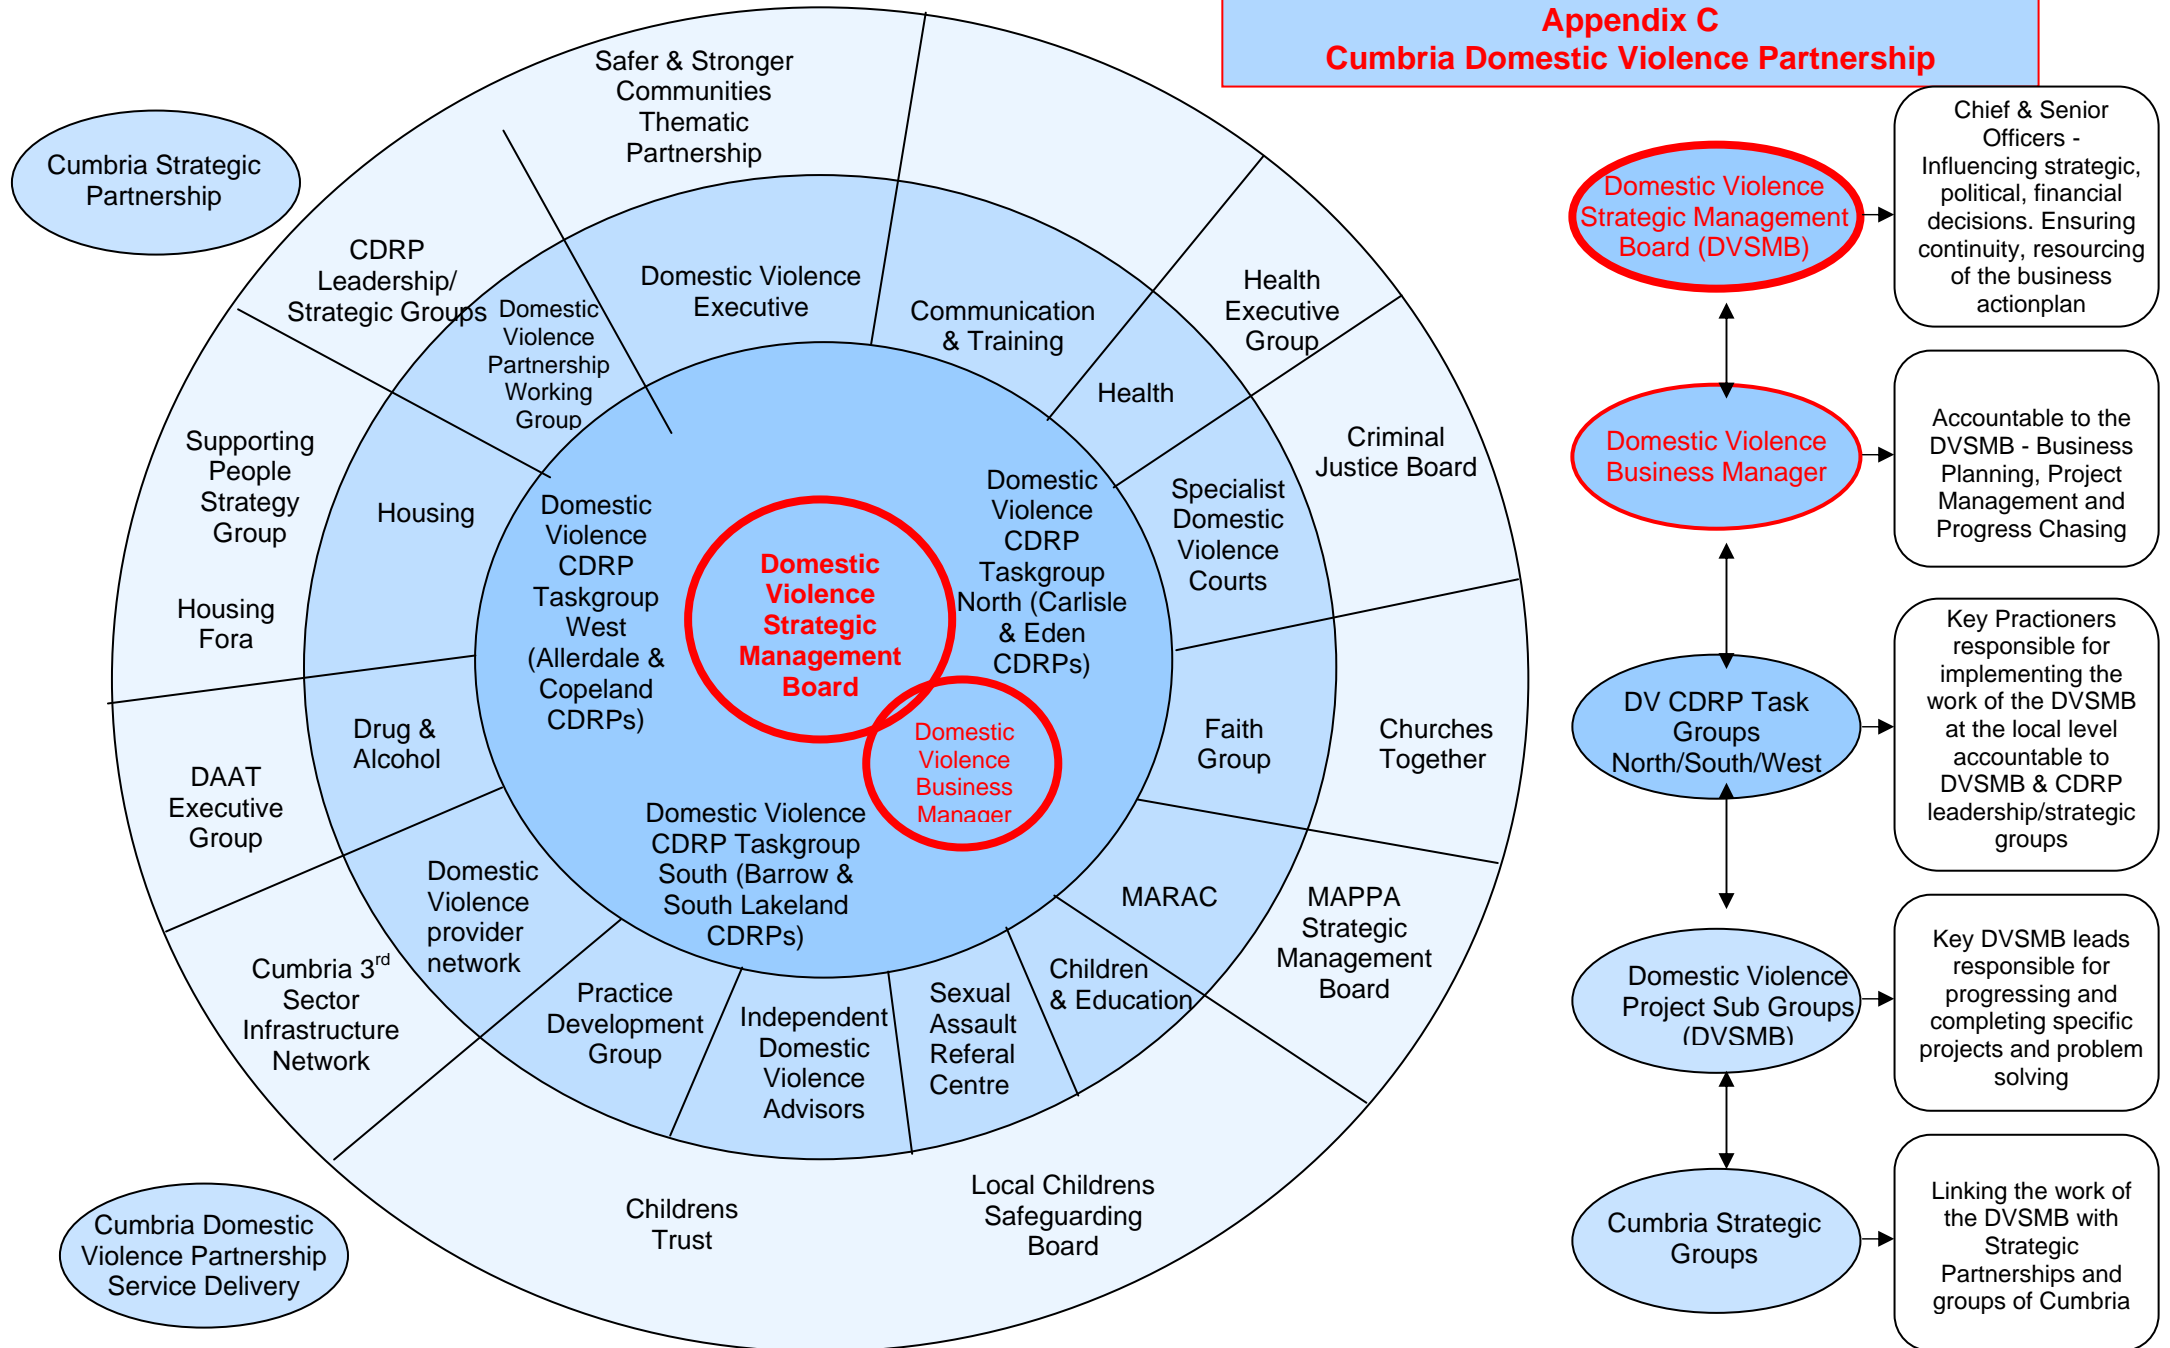 Appendix C
Cumbria Domestic Violence Partnership
Cumbria Strategic
Partnership
Safer & Stronger
Communities
Thematic
Partnership
CDRP
Leadership/
Strategic Groups
Supporting
People
Strategy
Group
Housing
Fora
DAAT
Executive
Group
Cumbria 3rd
Sector
Infrastructure
Network
Childrens
Trust
Local Childrens
Safeguarding
Board
MAPPA
Strategic
Management
Board
Churches
Together
Criminal
Justice Board
Health
Executive
Group
Domestic
Violence
Partnership
Working
Group
Domestic Violence
Executive
Communication
& Training
Health
Specialist
Domestic
Violence
Courts
Faith
Group
MARAC
Children
& Education
Sexual
Assault
Referal
Centre
Independent
Domestic
Violence
Advisors
Practice
Development
Group
Domestic
Violence
provider
network
Drug &
Alcohol
Housing
Domestic
Violence
CDRP
Taskgroup
West
(Allerdale &
Copeland
CDRPs)
Domestic
Violence
Strategic
Management
Board
Domestic
Violence
CDRP
Taskgroup
North (Carlisle
& Eden
CDRPs)
Domestic
Violence
Business
Manager
Domestic Violence
CDRP Taskgroup
South (Barrow &
South Lakeland
CDRPs)
Cumbria Domestic
Violence Partnership
Service Delivery
Domestic Violence
Strategic Management
Board (DVSMB)
Chief & Senior
Officers -
Influencing strategic,
political, financial
decisions. Ensuring
continuity, resourcing
of the business
actionplan
Domestic Violence
Business Manager
Accountable to the
DVSMB - Business
Planning, Project
Management and
Progress Chasing
DV CDRP Task
Groups
North/South/West
Key Practioners
responsible for
implementing the
work of the DVSMB
at the local level
accountable to
DVSMB & CDRP
leadership/strategic
groups
Domestic Violence
Project Sub Groups
(DVSMB)
Key DVSMB leads
responsible for
progressing and
completing specific
projects and problem
solving
Cumbria Strategic
Groups
Linking the work of
the DVSMB with
Strategic
Partnerships and
groups of Cumbria